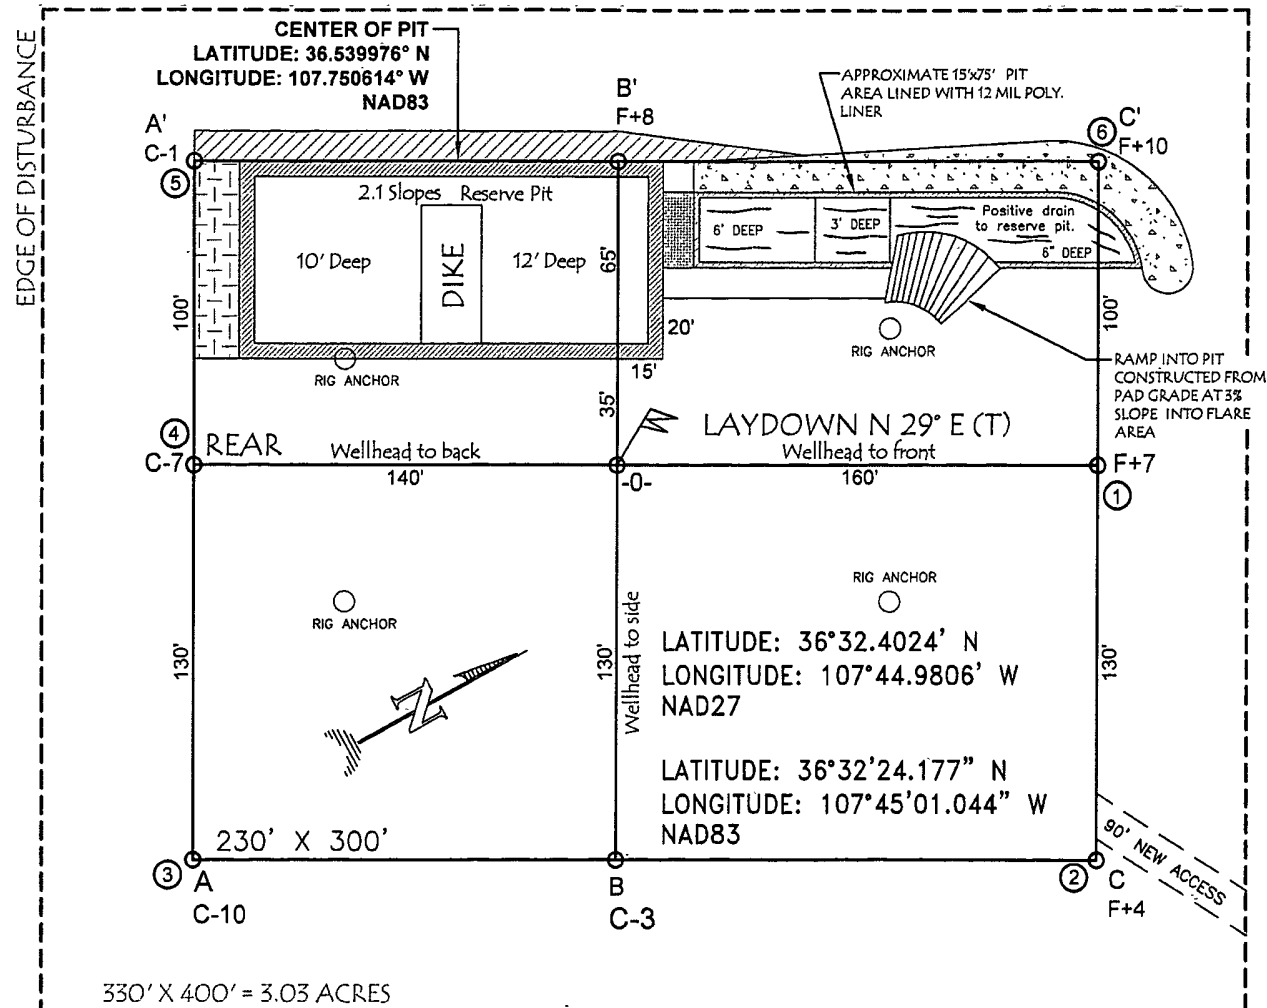 EDGE OF DISTURBANCE
CENTER OF PIT
LATITUDE: 36.539976° N
LONGITUDE: 107.750614° W
NAD83
A'
C-1
5
B'
F+8
APPROXIMATE 15'x75' PIT
AREA LINED WITH 12 MIL POLY.
LINER
6
C'
F+10
2.1 Slopes Reserve Pit
10' Deep
DIKE
12' Deep
65'
6' DEEP
3' DEEP
Positive drain
to reserve pit.
6" DEEP
100'
100'
20'
15'
35'
RIG ANCHOR
RIG ANCHOR
RAMP INTO PIT
CONSTRUCTED FROM
PAD GRADE AT 3%
SLOPE INTO FLARE
AREA
4
C-7
REAR
Wellhead to back
140'
-0-
N
LAYDOWN N 29° E (T)
Wellhead to front
160'
F+7
1
RIG ANCHOR
RIG ANCHOR
130'
130'
Wellhead to side
130'
N
LATITUDE: 36°32.4024' N
LONGITUDE: 107°44.9806' W
NAD27
LATITUDE: 36°32'24.177" N
LONGITUDE: 107°45'01.044" W
NAD83
90' NEW ACCESS
230' X 300'
3
A
C-10
B
C-3
2
C
F+4
330' X 400' = 3.03 ACRES